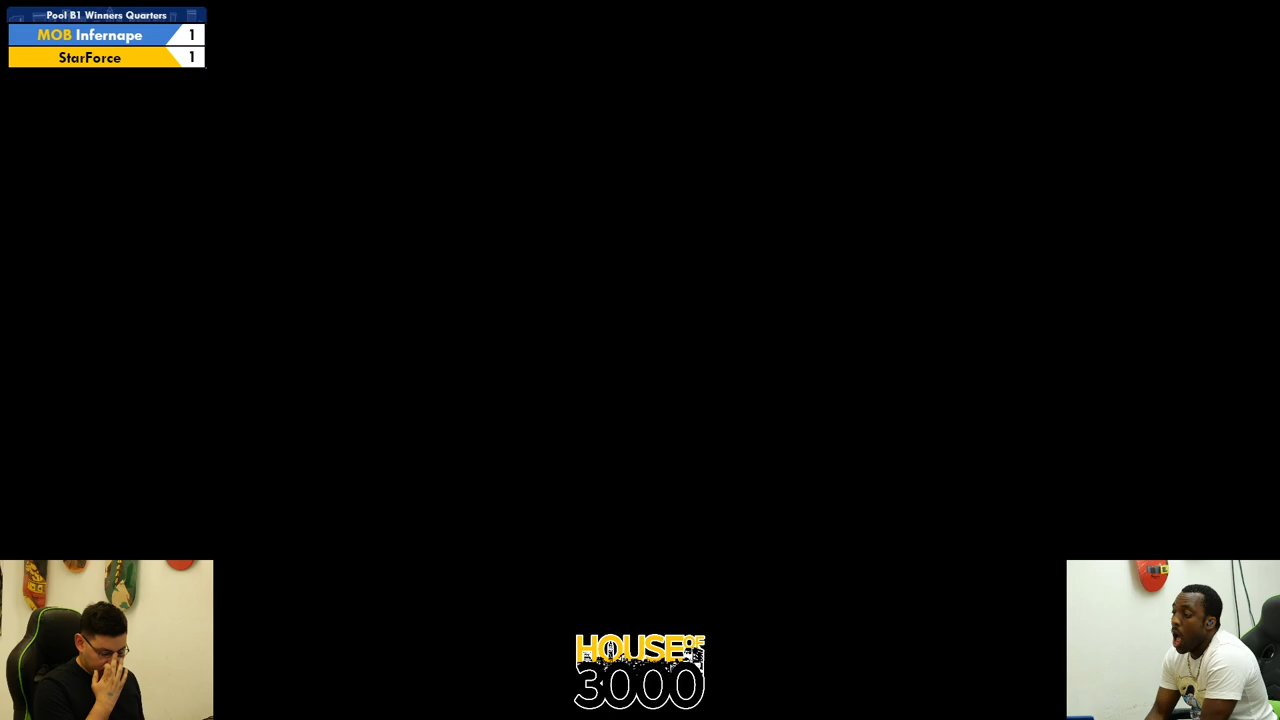 Pool B1 Winners Quarters
MOB Infernape 1
StarForce 1
HOUSE OF
3000